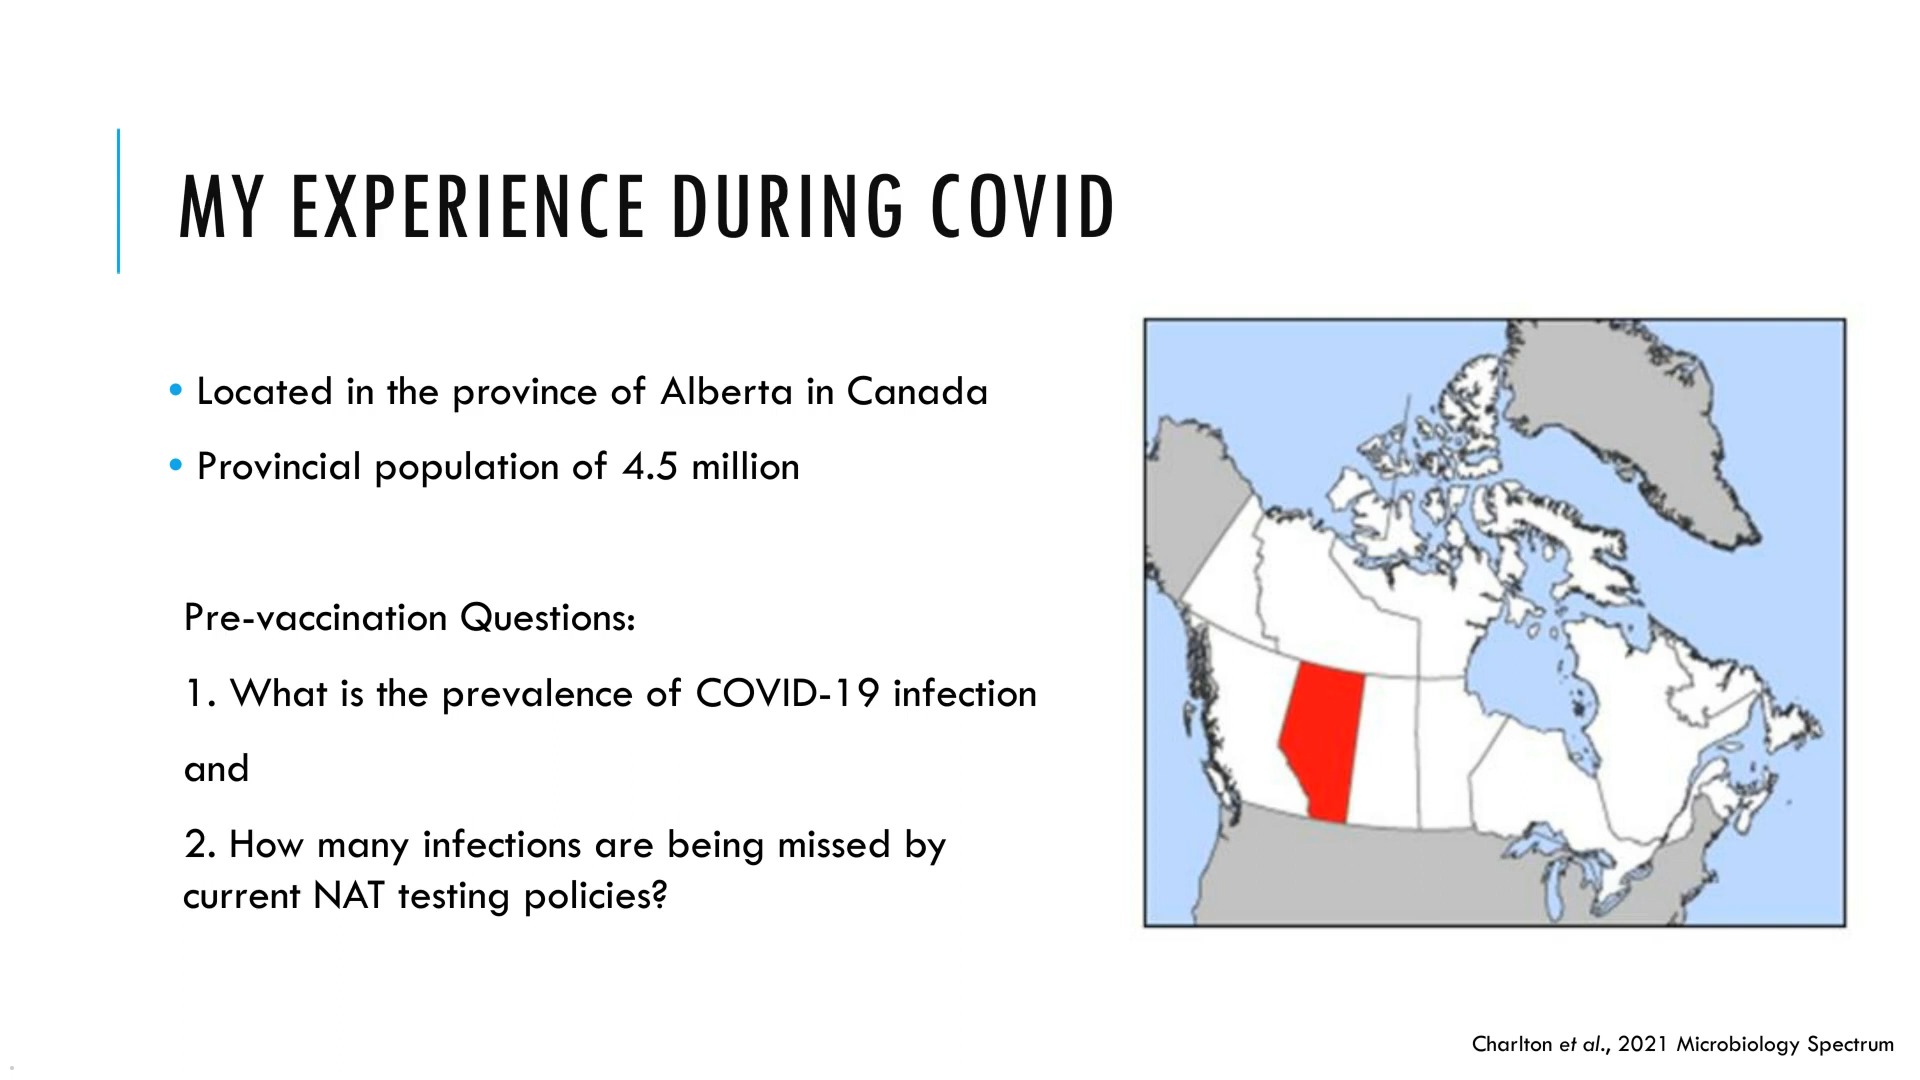 MY EXPERIENCE DURING COVID
• Located in the province of Alberta in Canada
• Provincial population of 4.5 million
Pre-vaccination Questions:
1. What is the prevalence of COVID-19 infection
and
2. How many infections are being missed by
current NAT testing policies?
Charlton et al., 2021 Microbiology Spectrum